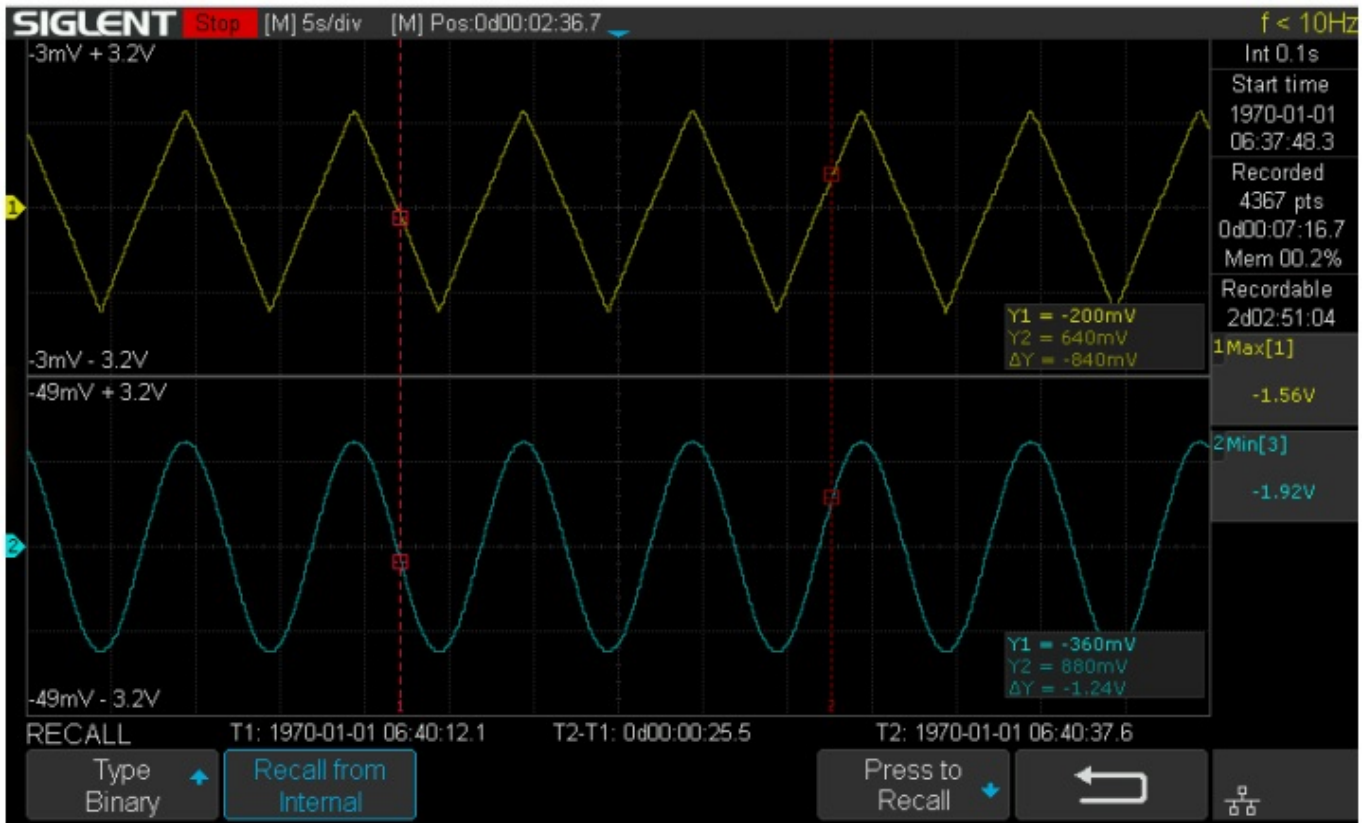 SIGLENT Stop [M] 5s/div [M] Pos:0d00:02:36.7 f < 10Hz
-3mV + 3.2V
Int 0.1s
Start time
1970-01-01
06:37:48.3
Recorded
4367 pts
0d00:07:16.7
Mem 00.2%
Recordable
2d02:51:04
1
Y1 = -200mV
Y2 = 640mV
ΔY = -840mV
-3mV - 3.2V
1 Max[1]
-1.56V
-49mV + 3.2V
2 Min[3]
-1.92V
2
Y1 = -360mV
Y2 = 880mV
ΔY = -1.24V
-49mV - 3.2V
1 2
RECALL T1: 1970-01-01 06:40:12.1 T2-T1: 0d00:00:25.5 T2: 1970-01-01 06:40:37.6
Type
Binary
Recall from
Internal
Press to
Recall